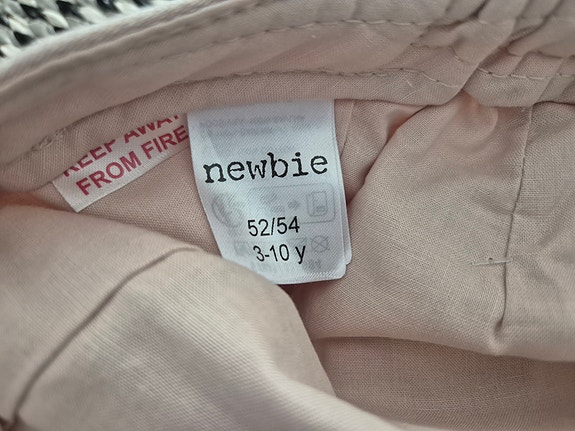 KEEP AWAY
FROM FIRE
newbie
52/54
3-10 y